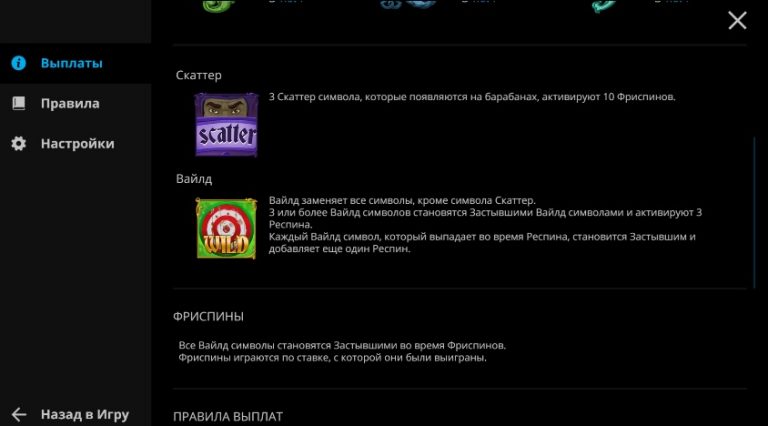 Выплаты
Правила
Настройки
Назад в Игру
Скаттер
scatter
3 Скаттер символа, которые появляются на барабанах, активируют 10 Фриспинов.
Вайлд
WILD
Вайлд заменяет все символы, кроме символа Скаттер.
3 или более Вайлд символов становятся Застывшими Вайлд символами и активируют 3
Респина.
Каждый Вайлд символ, который выпадает во время Респина, становится Застывшим и
добавляет еще один Респин.
ФРИСПИНЫ
Все Вайлд символы становятся Застывшими во время Фриспинов.
Фриспины играются по ставке, с которой они были выиграны.
ПРАВИЛА ВЫПЛАТ